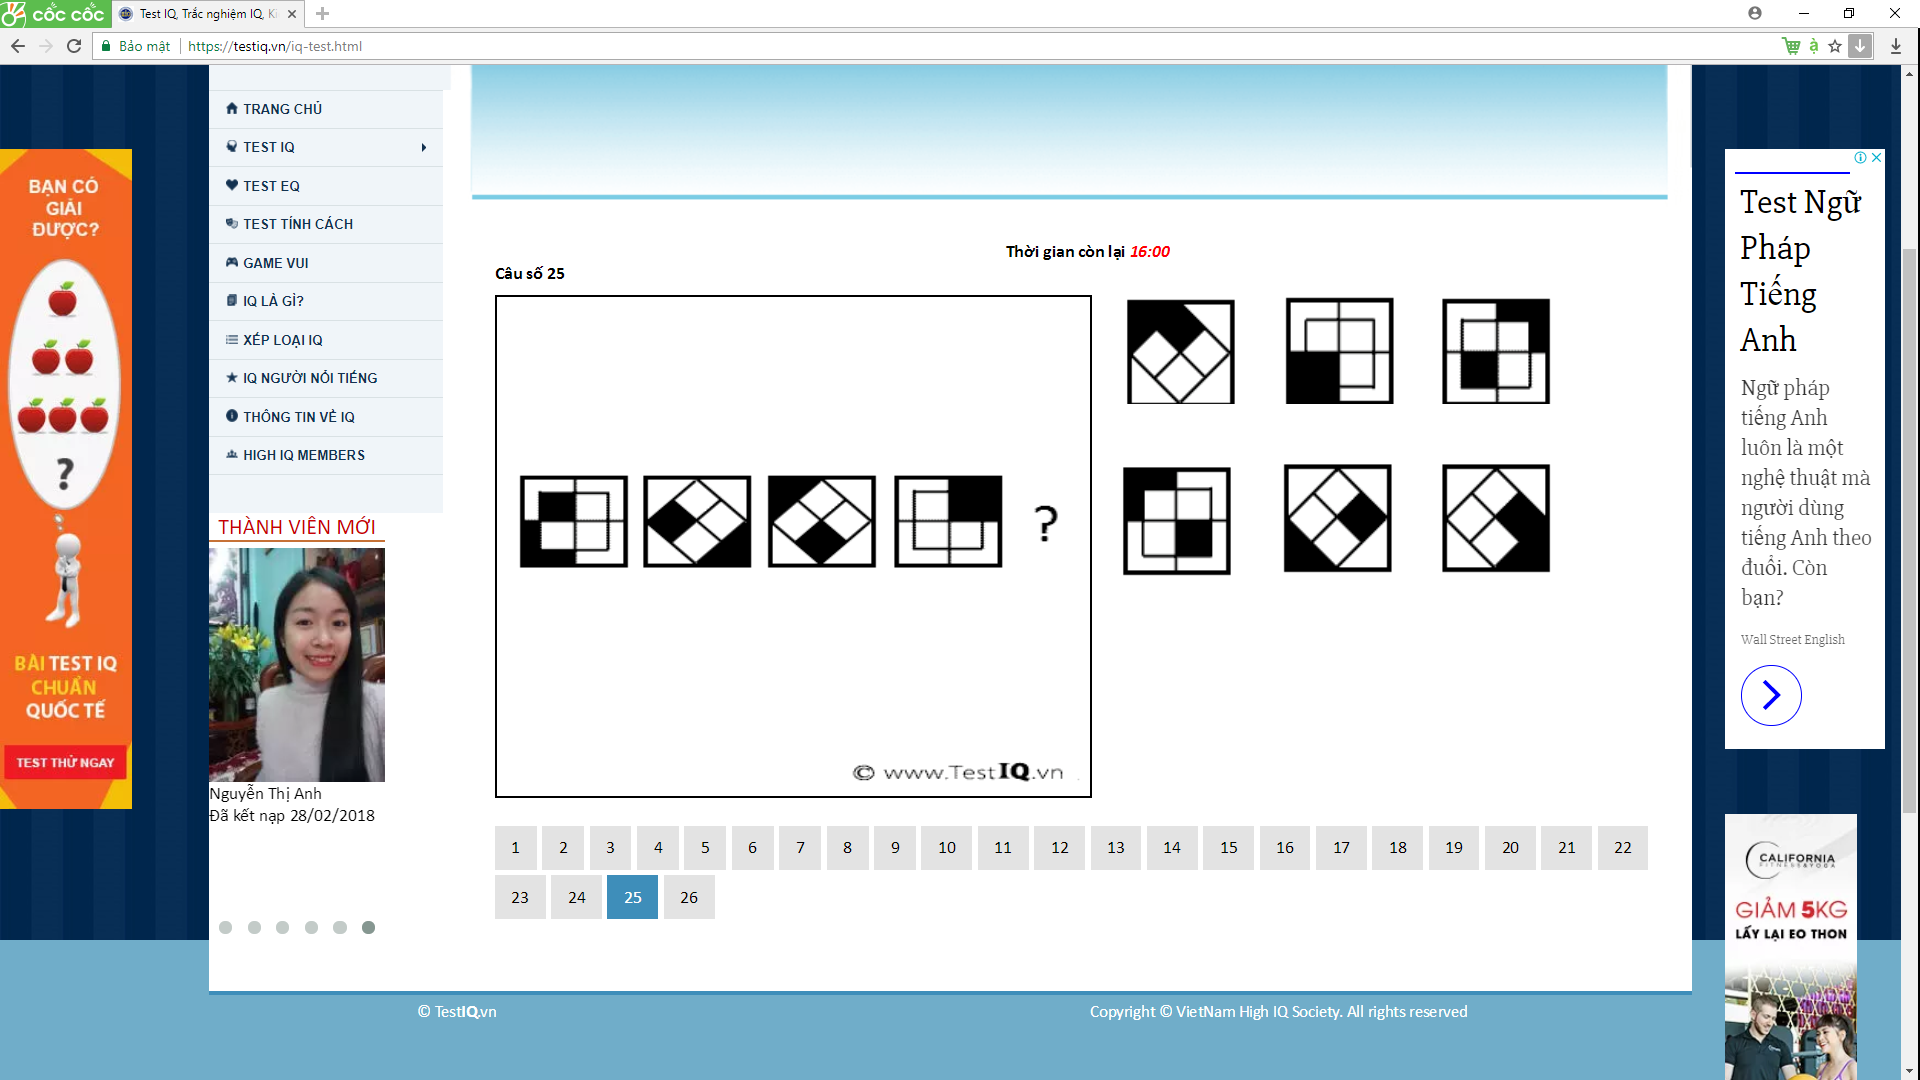 cốc cốc
Test IQ, Trắc nghiệm IQ, Ki
Bảo mật
https://testiq.vn/iq-test.html
TRANG CHỦ
TEST IQ
TEST EQ
TEST TÍNH CÁCH
GAME VUI
IQ LÀ GÌ?
XẾP LOẠI IQ
IQ NGƯỜI NỔI TIẾNG
THÔNG TIN VỀ IQ
HIGH IQ MEMBERS
THÀNH VIÊN MỚI
Nguyễn Thị Anh
Đã kết nạp 28/02/2018
BẠN CÓ
GIẢI
ĐƯỢC?
?
BÀI TEST IQ
CHUẨN
QUỐC TẾ
TEST THỬ NGAY
Thời gian còn lại 16:00
Câu số 25
?
© www.TestIQ.vn
1 2 3 4 5 6 7 8 9 10 11 12 13 14 15 16 17 18 19 20 21 22
23 24 25 26
Test Ngữ
Pháp
Tiếng
Anh
Ngữ pháp
tiếng Anh
luôn là một
nghệ thuật mà
người dùng
tiếng Anh theo
đuổi. Còn
bạn?
Wall Street English
CALIFORNIA
FITNESS & YOGA
GIẢM 5KG
LẤY LẠI EO THON
© TestIQ.vn
Copyright © VietNam High IQ Society. All rights reserved